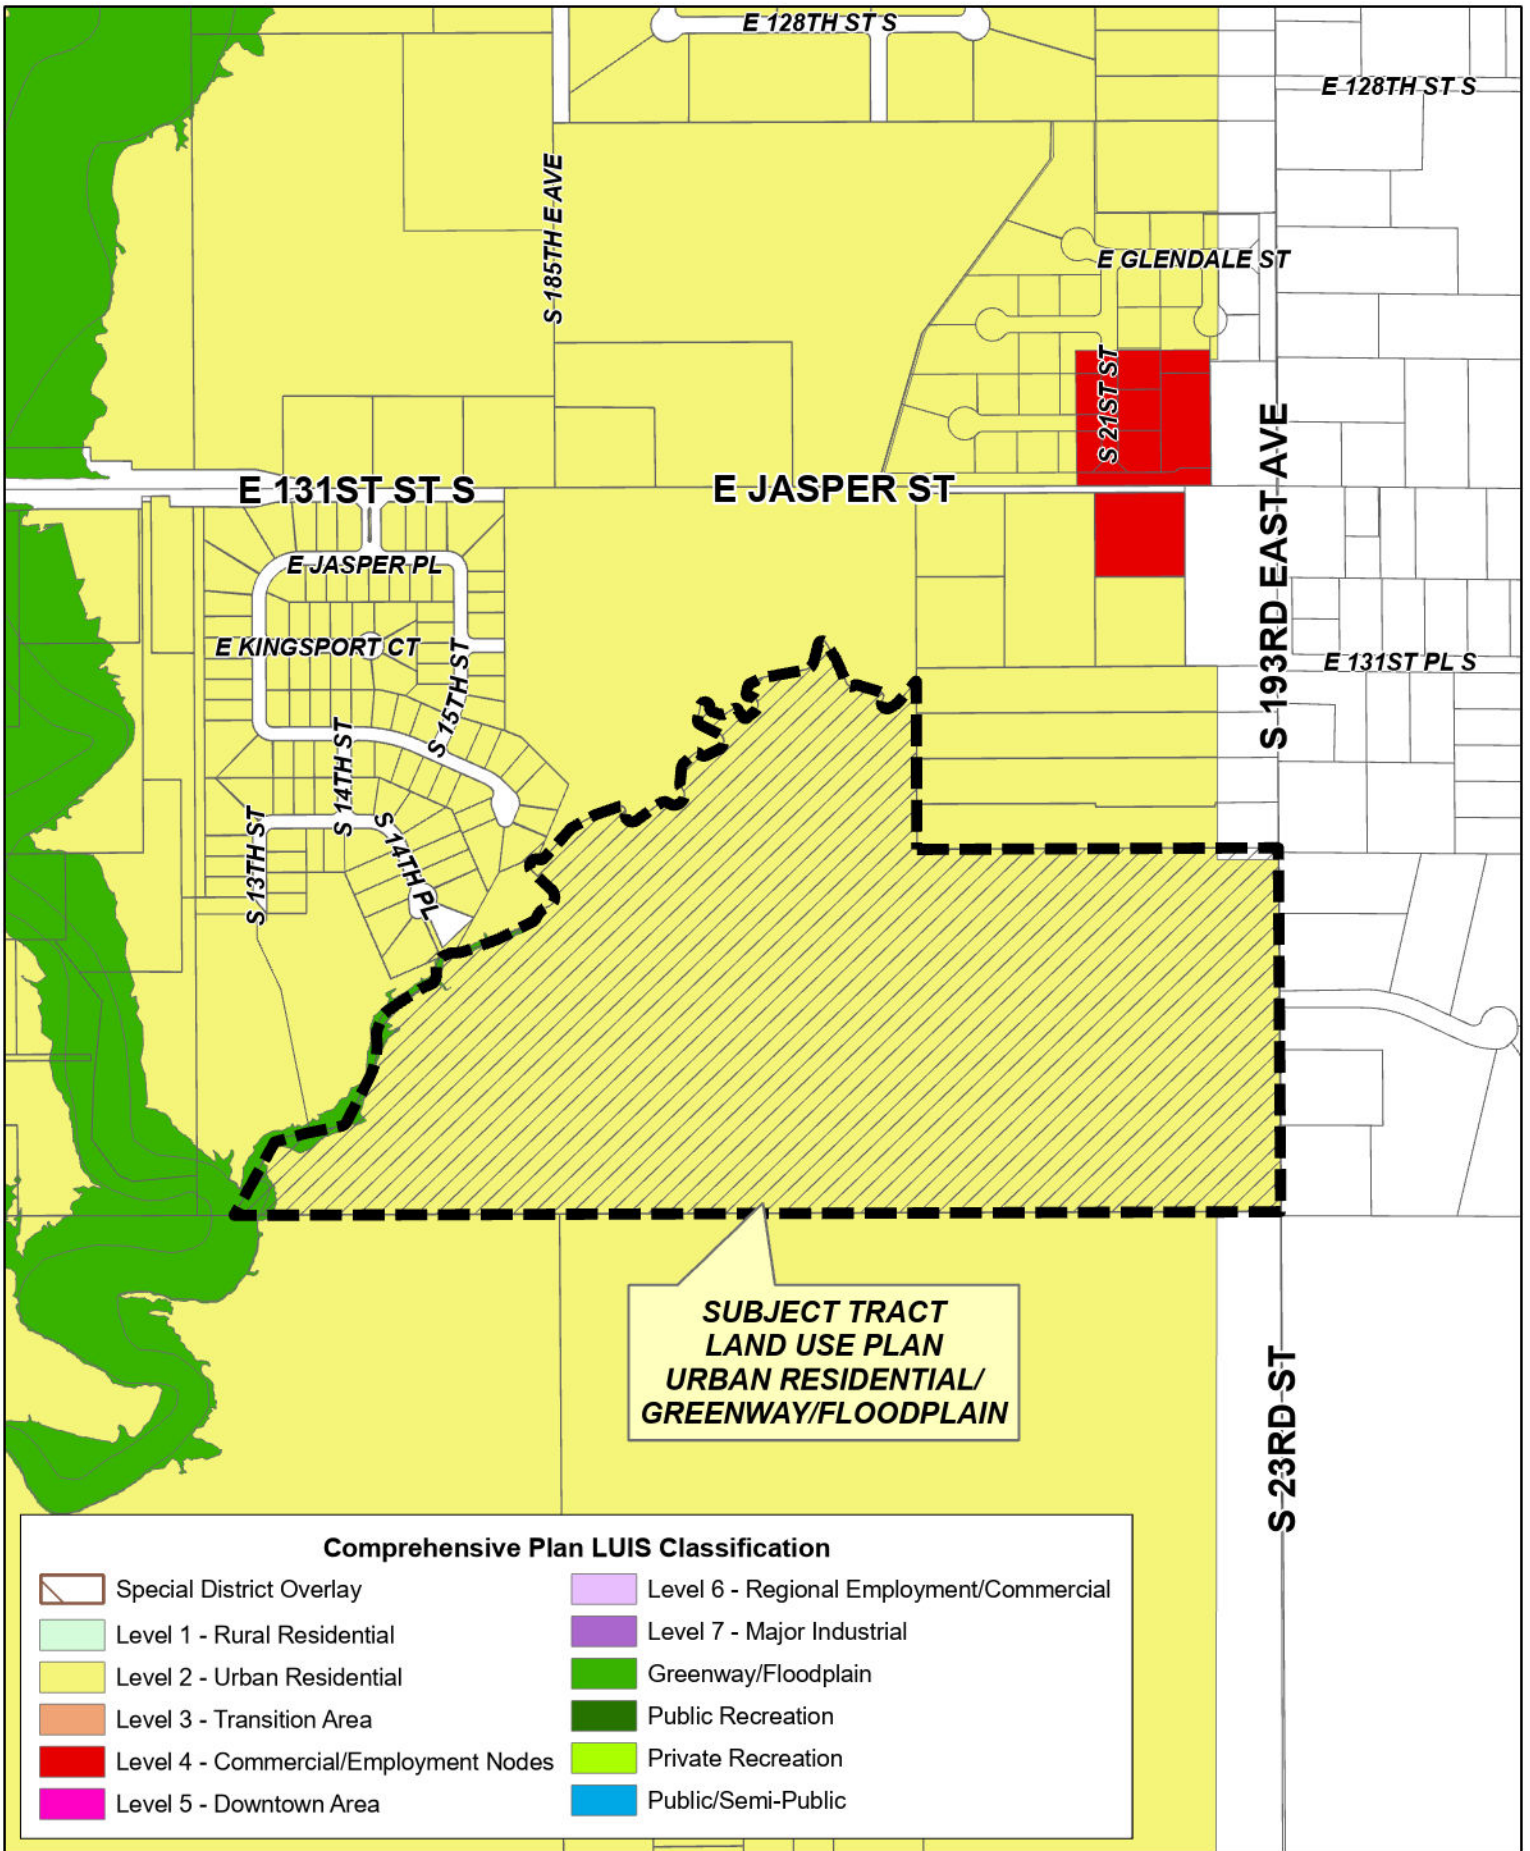 E 128TH ST S
E 128TH ST S
S 185TH E AVE
E GLENDALE ST
S 21ST ST
E 131ST ST S
E JASPER ST
S 193RD EAST AVE
E JASPER PL
E KINGSPORT CT
S 15TH ST
E 131ST PL S
S 14TH ST
S 13TH ST
S 14TH PL
SUBJECT TRACT
LAND USE PLAN
URBAN RESIDENTIAL/
GREENWAY/FLOODPLAIN
S 23RD ST
Comprehensive Plan LUIS Classification
Special District Overlay
Level 1 - Rural Residential
Level 2 - Urban Residential
Level 3 - Transition Area
Level 4 - Commercial/Employment Nodes
Level 5 - Downtown Area
Level 6 - Regional Employment/Commercial
Level 7 - Major Industrial
Greenway/Floodplain
Public Recreation
Private Recreation
Public/Semi-Public